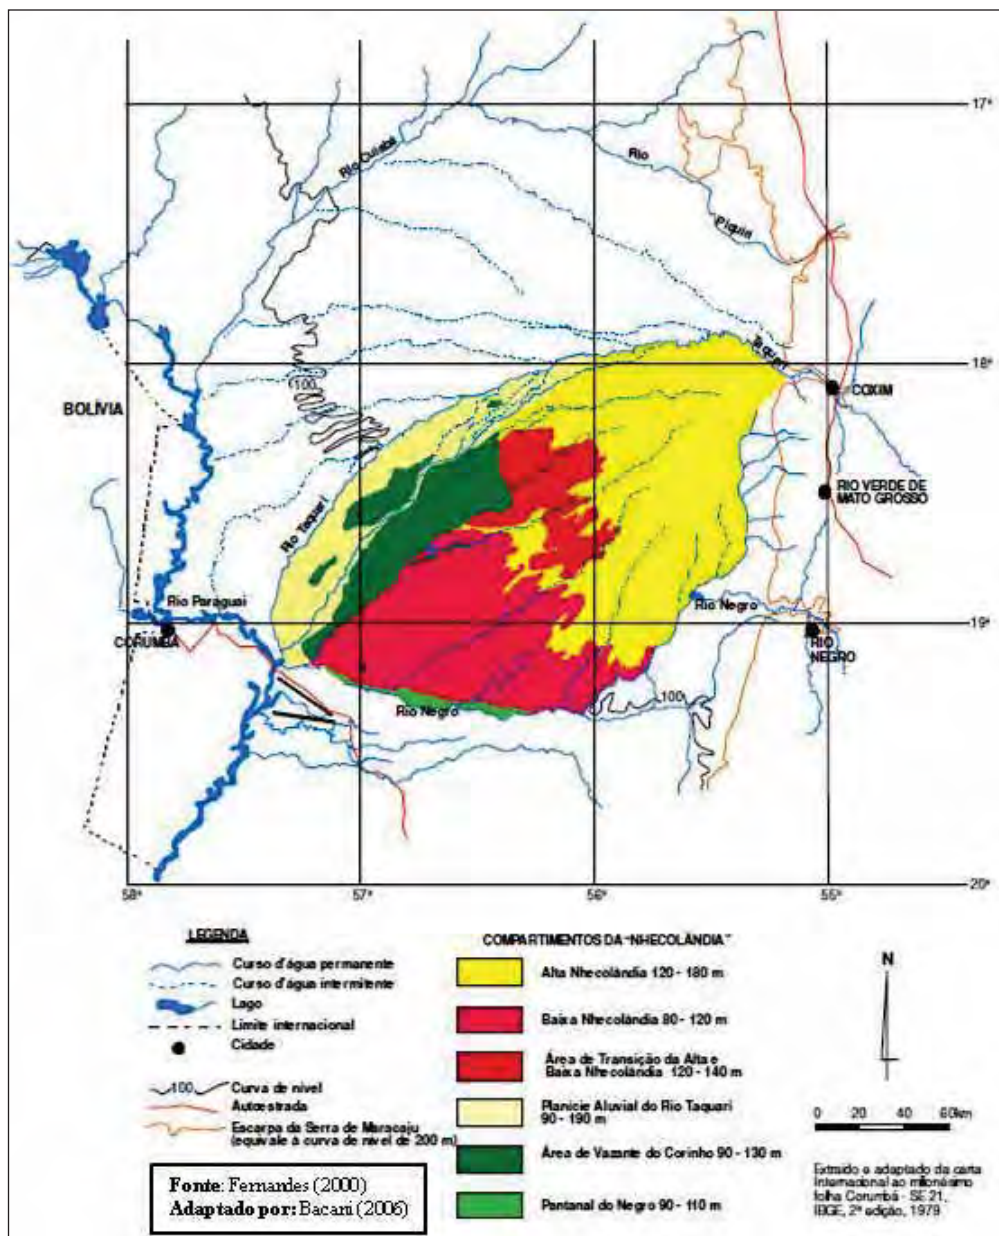 17°
Rio Cuiabá
Rio
Piquiri
18°
Taquari
COXIM
100
BOLÍVIA
RIO VERDE DE
MATO GROSSO
Rio Taquari
Rio Paraguai
Rio Negro
19°
CORUMBÁ
RIO
NEGRO
100
Rio Negro
20°
58°
57°
56°
55°
LEGENDA
Curso d'água permanente
Curso d'água intermitente
Lago
Limite internacional
Cidade
100
Curva de nível
Autoestrada
Escarpa da Serra de Maracaju
(equivale à curva de nível de 200 m)
Fonte: Fernandes (2000)
Adaptado por: Bacani (2006)
COMPARTIMENTOS DA "NHECOLÂNDIA"
Alta Nhecolândia 120 - 180 m
Baixa Nhecolândia 80 - 120 m
Área de Transição da Alta e
Baixa Nhecolândia 120 - 140 m
Planície Aluvial do Rio Taquari
90 - 190 m
Área de Vazante do Corinho 90 - 130 m
Pantanal do Negro 90 - 110 m
N
0 20 40 60km
Extraído e adaptado da carta
Internacional ao milionésimo
folha Corumbá - SE 21,
IBGE, 2ª edição, 1979